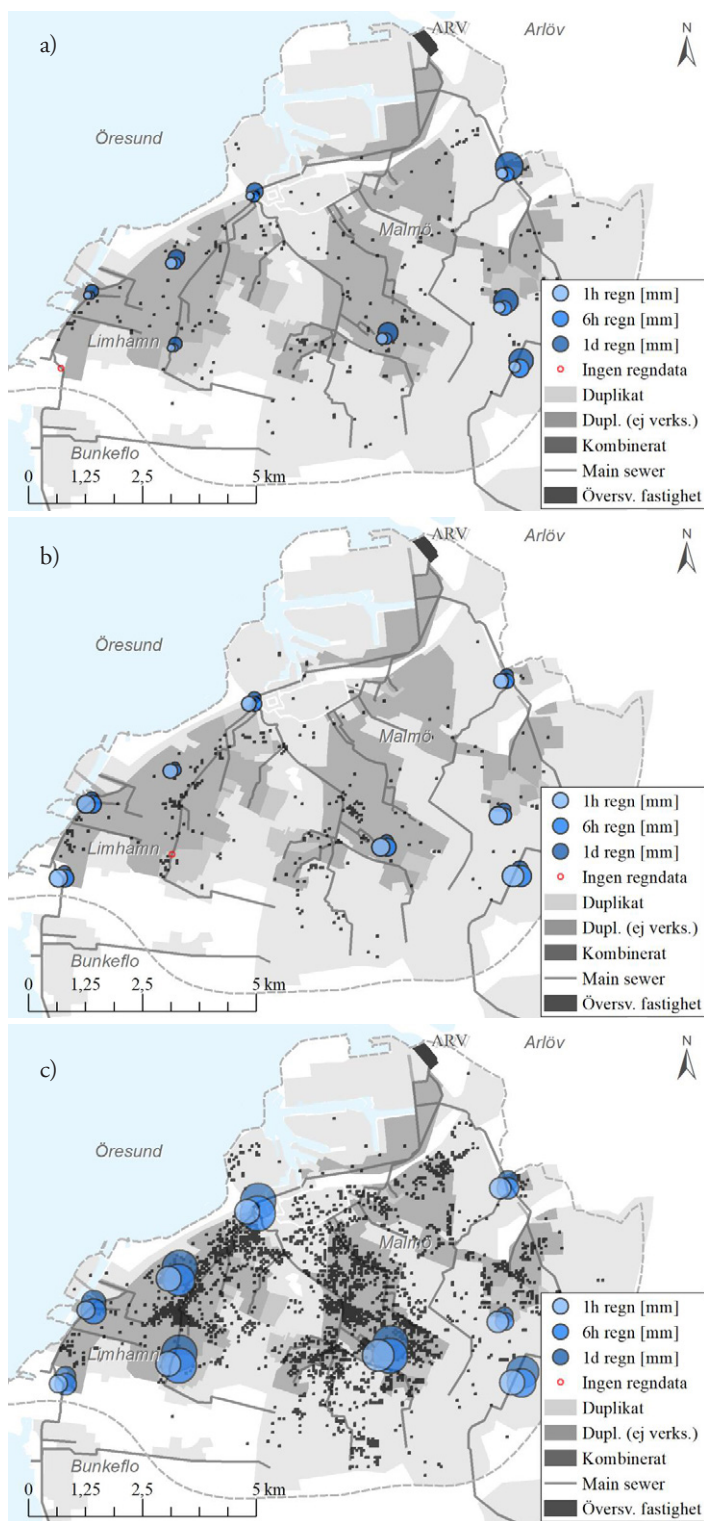 a)
ARV
Arlöv
N
Öresund
Malmö
Limhamn
Bunkeflo
0
1,25
2,5
5 km
1h regn [mm]
6h regn [mm]
1d regn [mm]
Ingen regndata
Duplikat
Dupl. (ej verks.)
Kombinerat
Main sewer
Översv. fastighet
b)
ARV
Arlöv
N
Öresund
Malmö
Limhamn
Bunkeflo
0
1,25
2,5
5 km
1h regn [mm]
6h regn [mm]
1d regn [mm]
Ingen regndata
Duplikat
Dupl. (ej verks.)
Kombinerat
Main sewer
Översv. fastighet
c)
ARV
Arlöv
N
Öresund
Malmö
Limhamn
Bunkeflo
0
1,25
2,5
5 km
1h regn [mm]
6h regn [mm]
1d regn [mm]
Ingen regndata
Duplikat
Dupl. (ej verks.)
Kombinerat
Main sewer
Översv. fastighet